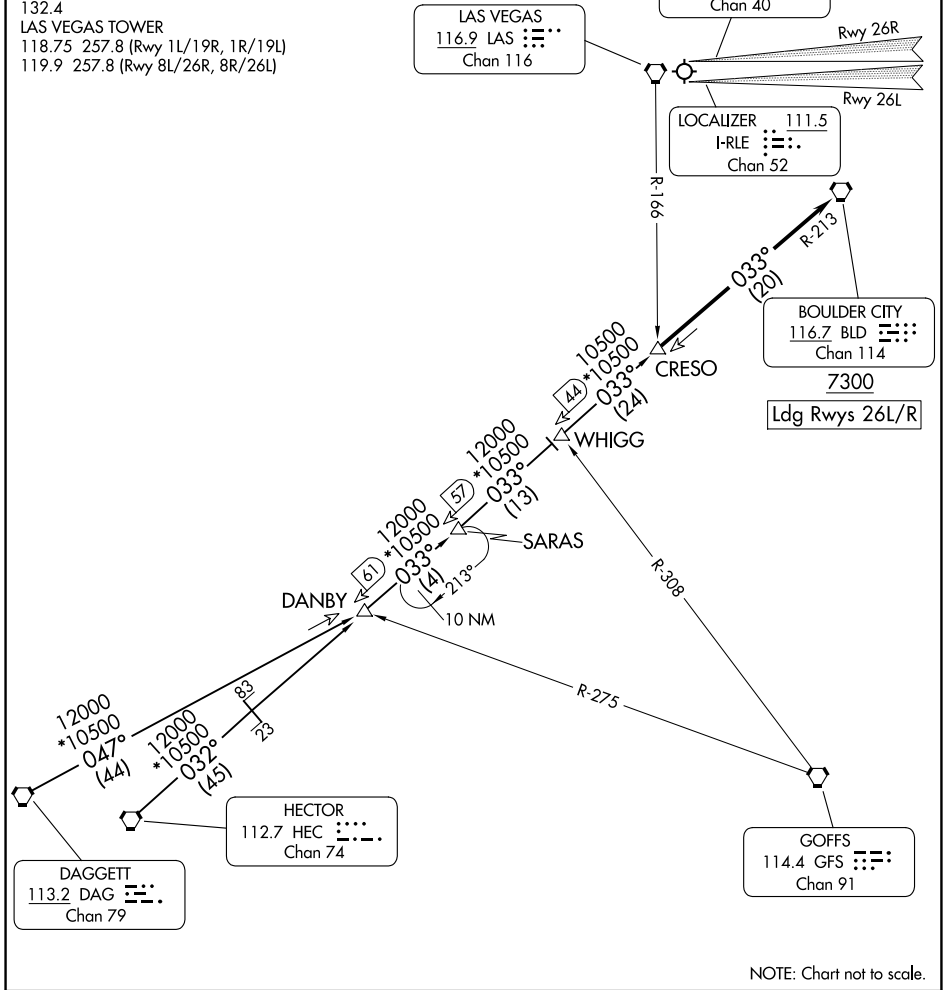 132.4
LAS VEGAS TOWER
118.75 257.8 (Rwy 1L/19R, 1R/19L)
119.9 257.8 (Rwy 8L/26R, 8R/26L)
Chan 40
LAS VEGAS
116.9 LAS
Chan 116
Rwy 26R
Rwy 26L
LOCALIZER 111.5
I-RLE
Chan 52
R-166
R-213
033°
(20)
BOULDER CITY
116.7 BLD
Chan 114
7300
Ldg Rwys 26L/R
CRESO
10500
*10500
033°
(24)
44
WHIGG
12000
*10500
033°
(13)
57
SARAS
12000
*10500
033°
(4)
61
213°
10 NM
DANBY
R-308
R-275
83
23
12000
*10500
047°
(44)
12000
*10500
032°
(45)
HECTOR
112.7 HEC
Chan 74
DAGGETT
113.2 DAG
Chan 79
GOFFS
114.4 GFS
Chan 91
NOTE: Chart not to scale.